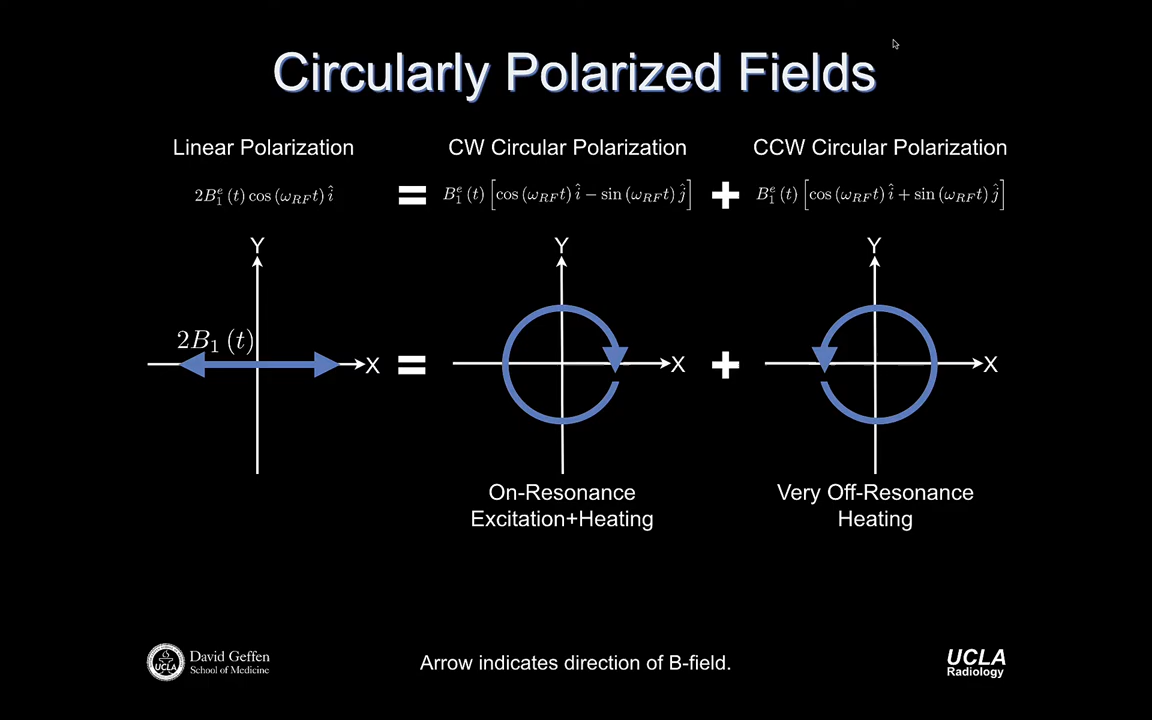 Circularly Polarized Fields
Linear Polarization
CW Circular Polarization
CCW Circular Polarization
2B₁ᵉ (t) cos (ω_RF t) î
=
B₁ᵉ (t) [cos (ω_RF t) î − sin (ω_RF t) ĵ]
+
B₁ᵉ (t) [cos (ω_RF t) î + sin (ω_RF t) ĵ]
Y
Y
Y
2B₁ (t)
X
=
X
+
X
On-Resonance
Excitation+Heating
Very Off-Resonance
Heating
UCLA
David Geffen
School of Medicine
Arrow indicates direction of B-field.
UCLA
Radiology